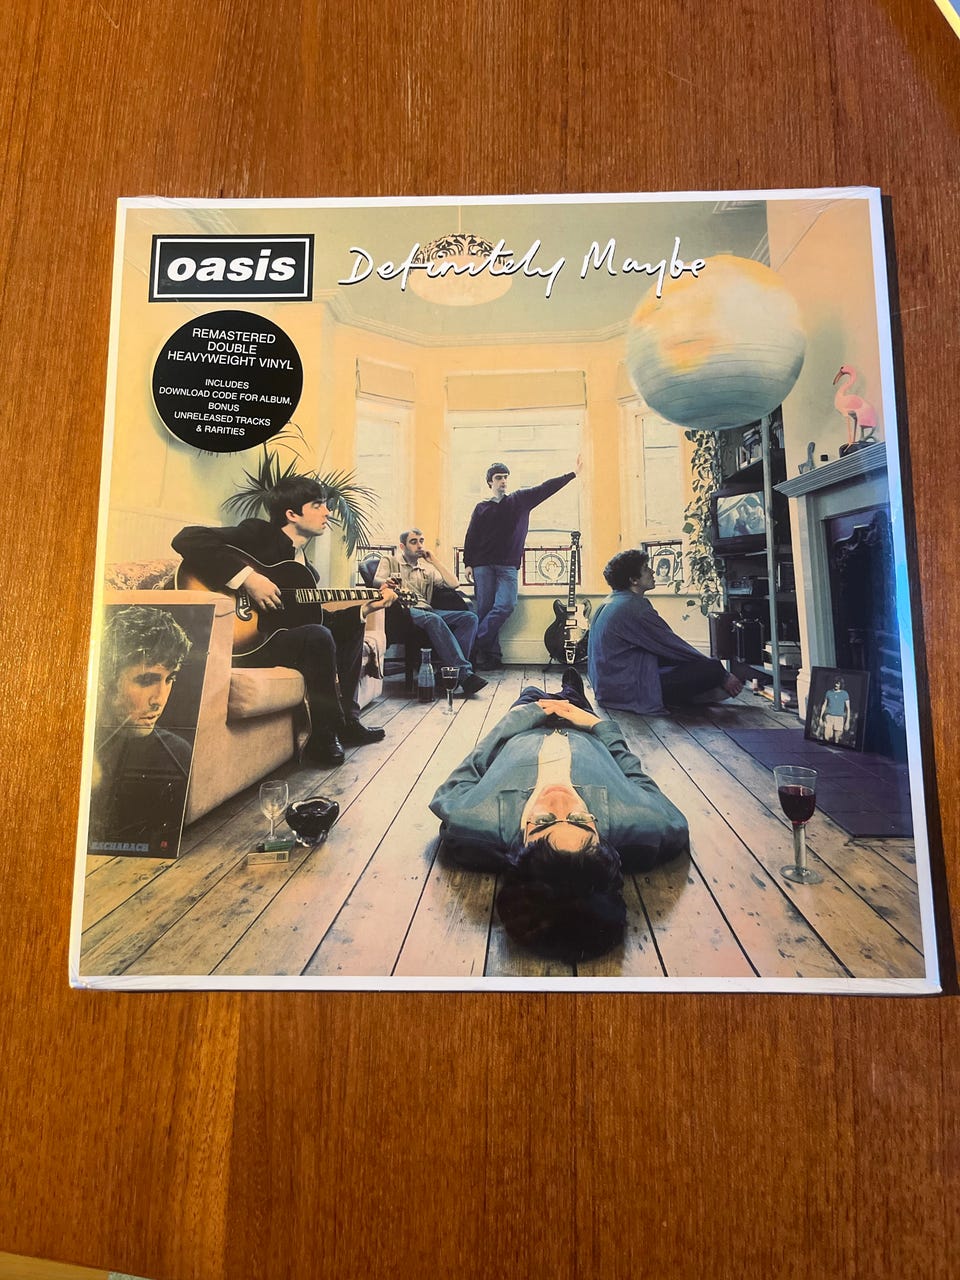 oasis
Definitely Maybe
REMASTERED
DOUBLE
HEAVYWEIGHT VINYL
INCLUDES
DOWNLOAD CODE FOR ALBUM,
BONUS
UNRELEASED TRACKS
& RARITIES
BACHARACH